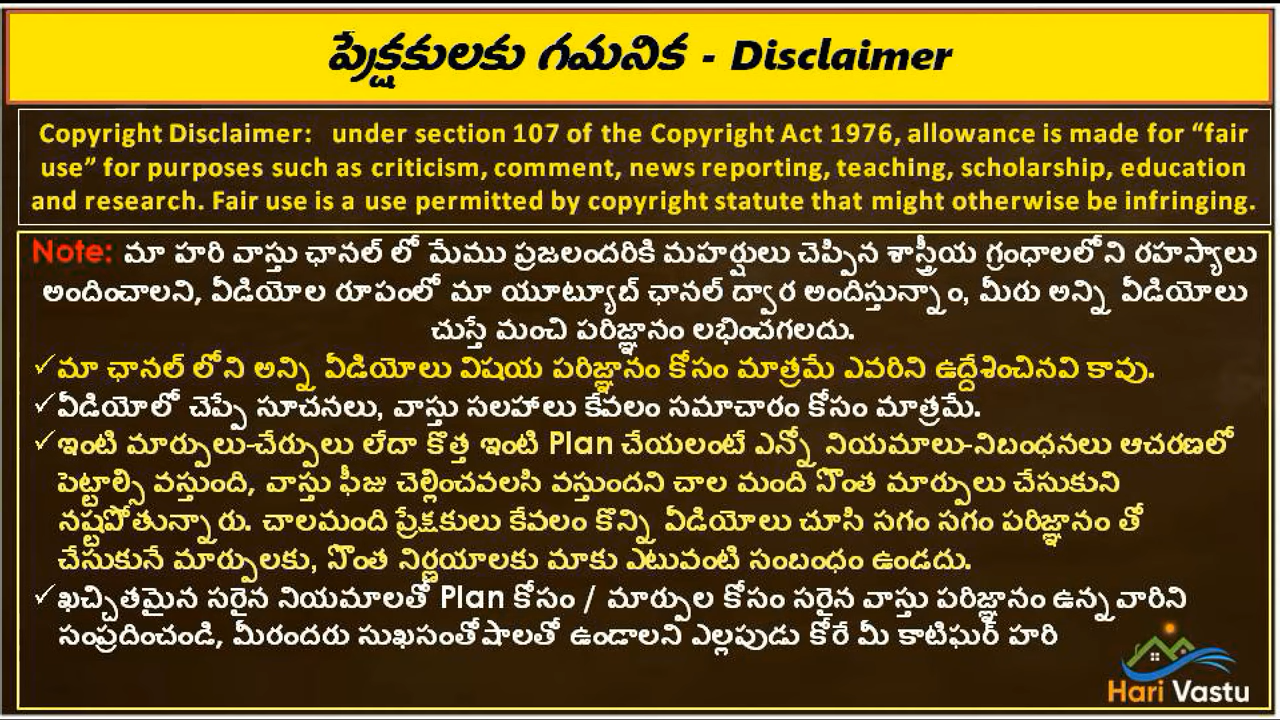 ప్రేక్షకులకు గమనిక - Disclaimer
Copyright Disclaimer: under section 107 of the Copyright Act 1976, allowance is made for “fair
use” for purposes such as criticism, comment, news reporting, teaching, scholarship, education
and research. Fair use is a use permitted by copyright statute that might otherwise be infringing.
Note: మా హరి వాస్తు ఛానల్ లో మేము ప్రజలందరికి మహర్షులు చెప్పిన శాస్త్రీయ గ్రంధాలలోని రహస్యాలు
అందించాలని, వీడియోల రూపంలో మా యూట్యూబ్ ఛానల్ ద్వార అందిస్తున్నాం, మీరు అన్ని వీడియోలు
చుస్తే మంచి పరిజ్ఞానం లభించగలదు.
✓మా ఛానల్ లోని అన్ని వీడియోలు విషయ పరిజ్ఞానం కోసం మాత్రమే ఎవరిని ఉద్దేశించినవి కావు.
✓వీడియోలో చెప్పే సూచనలు, వాస్తు సలహాలు కేవలం సమాచారం కోసం మాత్రమే.
✓ఇంటి మార్పులు-చేర్పులు లేదా కొత్త ఇంటి Plan చేయలంటే ఎన్నో నియమాలు-నిబంధనలు ఆచరణలో
పెట్టాల్సి వస్తుంది, వాస్తు ఫీజు చెల్లించవలసి వస్తుందని చాల మంది సొంత మార్పులు చేసుకుని
నష్టపోతున్నారు. చాలమంది ప్రేక్షకులు కేవలం కొన్ని వీడియోలు చూసి సగం సగం పరిజ్ఞానం తో
చేసుకునే మార్పులకు, సొంత నిర్ణయాలకు మాకు ఎటువంటి సంబంధం ఉండదు.
✓ఖచ్చితమైన సరైన నియమాలతో Plan కోసం / మార్పుల కోసం సరైన వాస్తు పరిజ్ఞానం ఉన్నవారిని
సంప్రదించండి, మీరందరు సుఖసంతోషాలతో ఉండాలని ఎల్లపుడు కోరే మీ కాటిఘర్ హరి
Hari Vastu